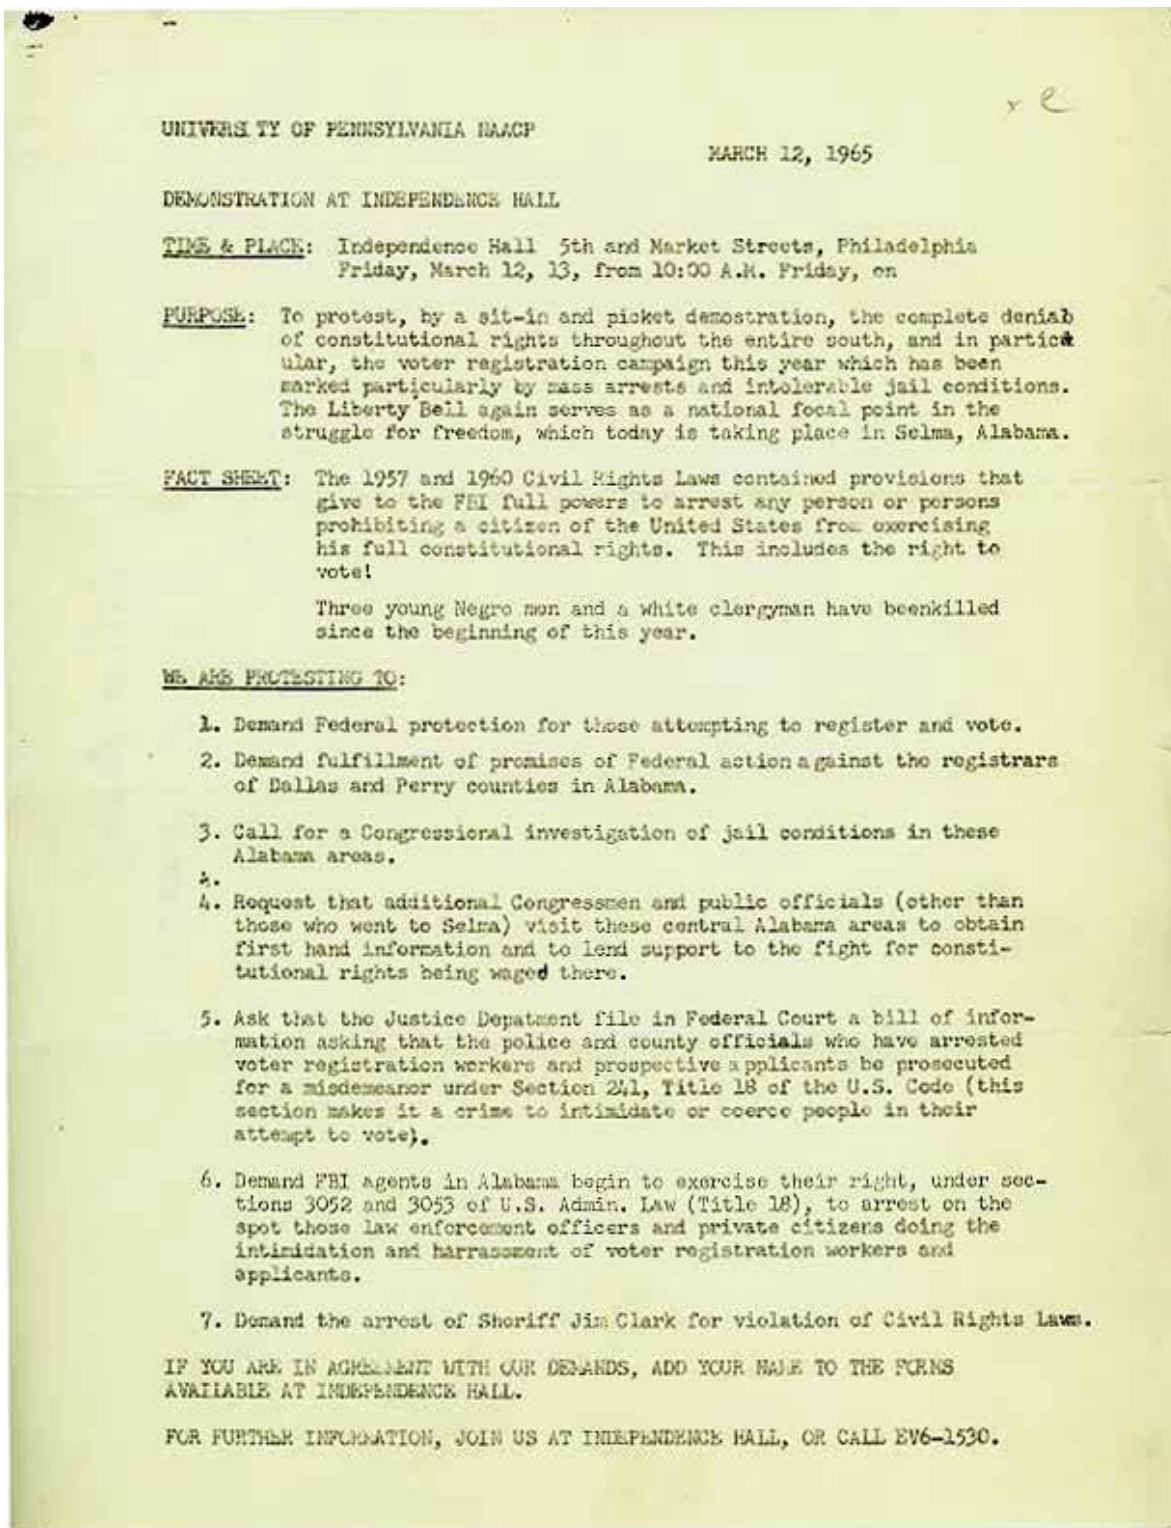 x e
UNIVERSI TY OF PENNSYLVANIA NAACP
MARCH 12, 1965
DEMONSTRATION AT INDEPENDENCE HALL
TIME & PLACE: Independence Hall 5th and Market Streets, Philadelphia
Friday, March 12, 13, from 10:00 A.M. Friday, on
PURPOSE: To protest, by a sit-in and picket demostration, the complete denial
of constitutional rights throughout the entire south, and in partic
ular, the voter registration campaign this year which has been
marked particularly by mass arrests and intolerable jail conditions.
The Liberty Bell again serves as a national focal point in the
struggle for freedom, which today is taking place in Selma, Alabama.
FACT SHEET: The 1957 and 1960 Civil Rights Laws contained provisions that
give to the FBI full powers to arrest any person or persons
prohibiting a citizen of the United States from exercising
his full constitutional rights. This includes the right to
vote!
Three young Negro men and a white clergyman have beenkilled
since the beginning of this year.
WE ARE PROTESTING TO:
1. Demand Federal protection for those attempting to register and vote.
2. Demand fulfillment of promises of Federal action against the registrars
of Dallas and Perry counties in Alabama.
3. Call for a Congressional investigation of jail conditions in these
Alabama areas.
4.
4. Request that additional Congressmen and public officials (other than
those who went to Selma) visit these central Alabama areas to obtain
first hand information and to lend support to the fight for consti-
tutional rights being waged there.
5. Ask that the Justice Depatment file in Federal Court a bill of infor-
mation asking that the police and county officials who have arrested
voter registration workers and prospective applicants be prosecuted
for a misdemeanor under Section 241, Title 18 of the U.S. Code (this
section makes it a crime to intimidate or coerce people in their
attempt to vote).
6. Demand FBI agents in Alabama begin to exercise their right, under sec-
tions 3052 and 3053 of U.S. Admin. Law (Title 18), to arrest on the
spot those law enforcement officers and private citizens doing the
intimidation and harrassment of voter registration workers and
applicants.
7. Demand the arrest of Sheriff Jim Clark for violation of Civil Rights Laws.
IF YOU ARE IN AGREEMENT WITH OUR DEMANDS, ADD YOUR NAME TO THE FORMS
AVAILABLE AT INDEPENDENCE HALL.
FOR FURTHER INFORMATION, JOIN US AT INDEPENDENCE HALL, OR CALL EV6-1530.